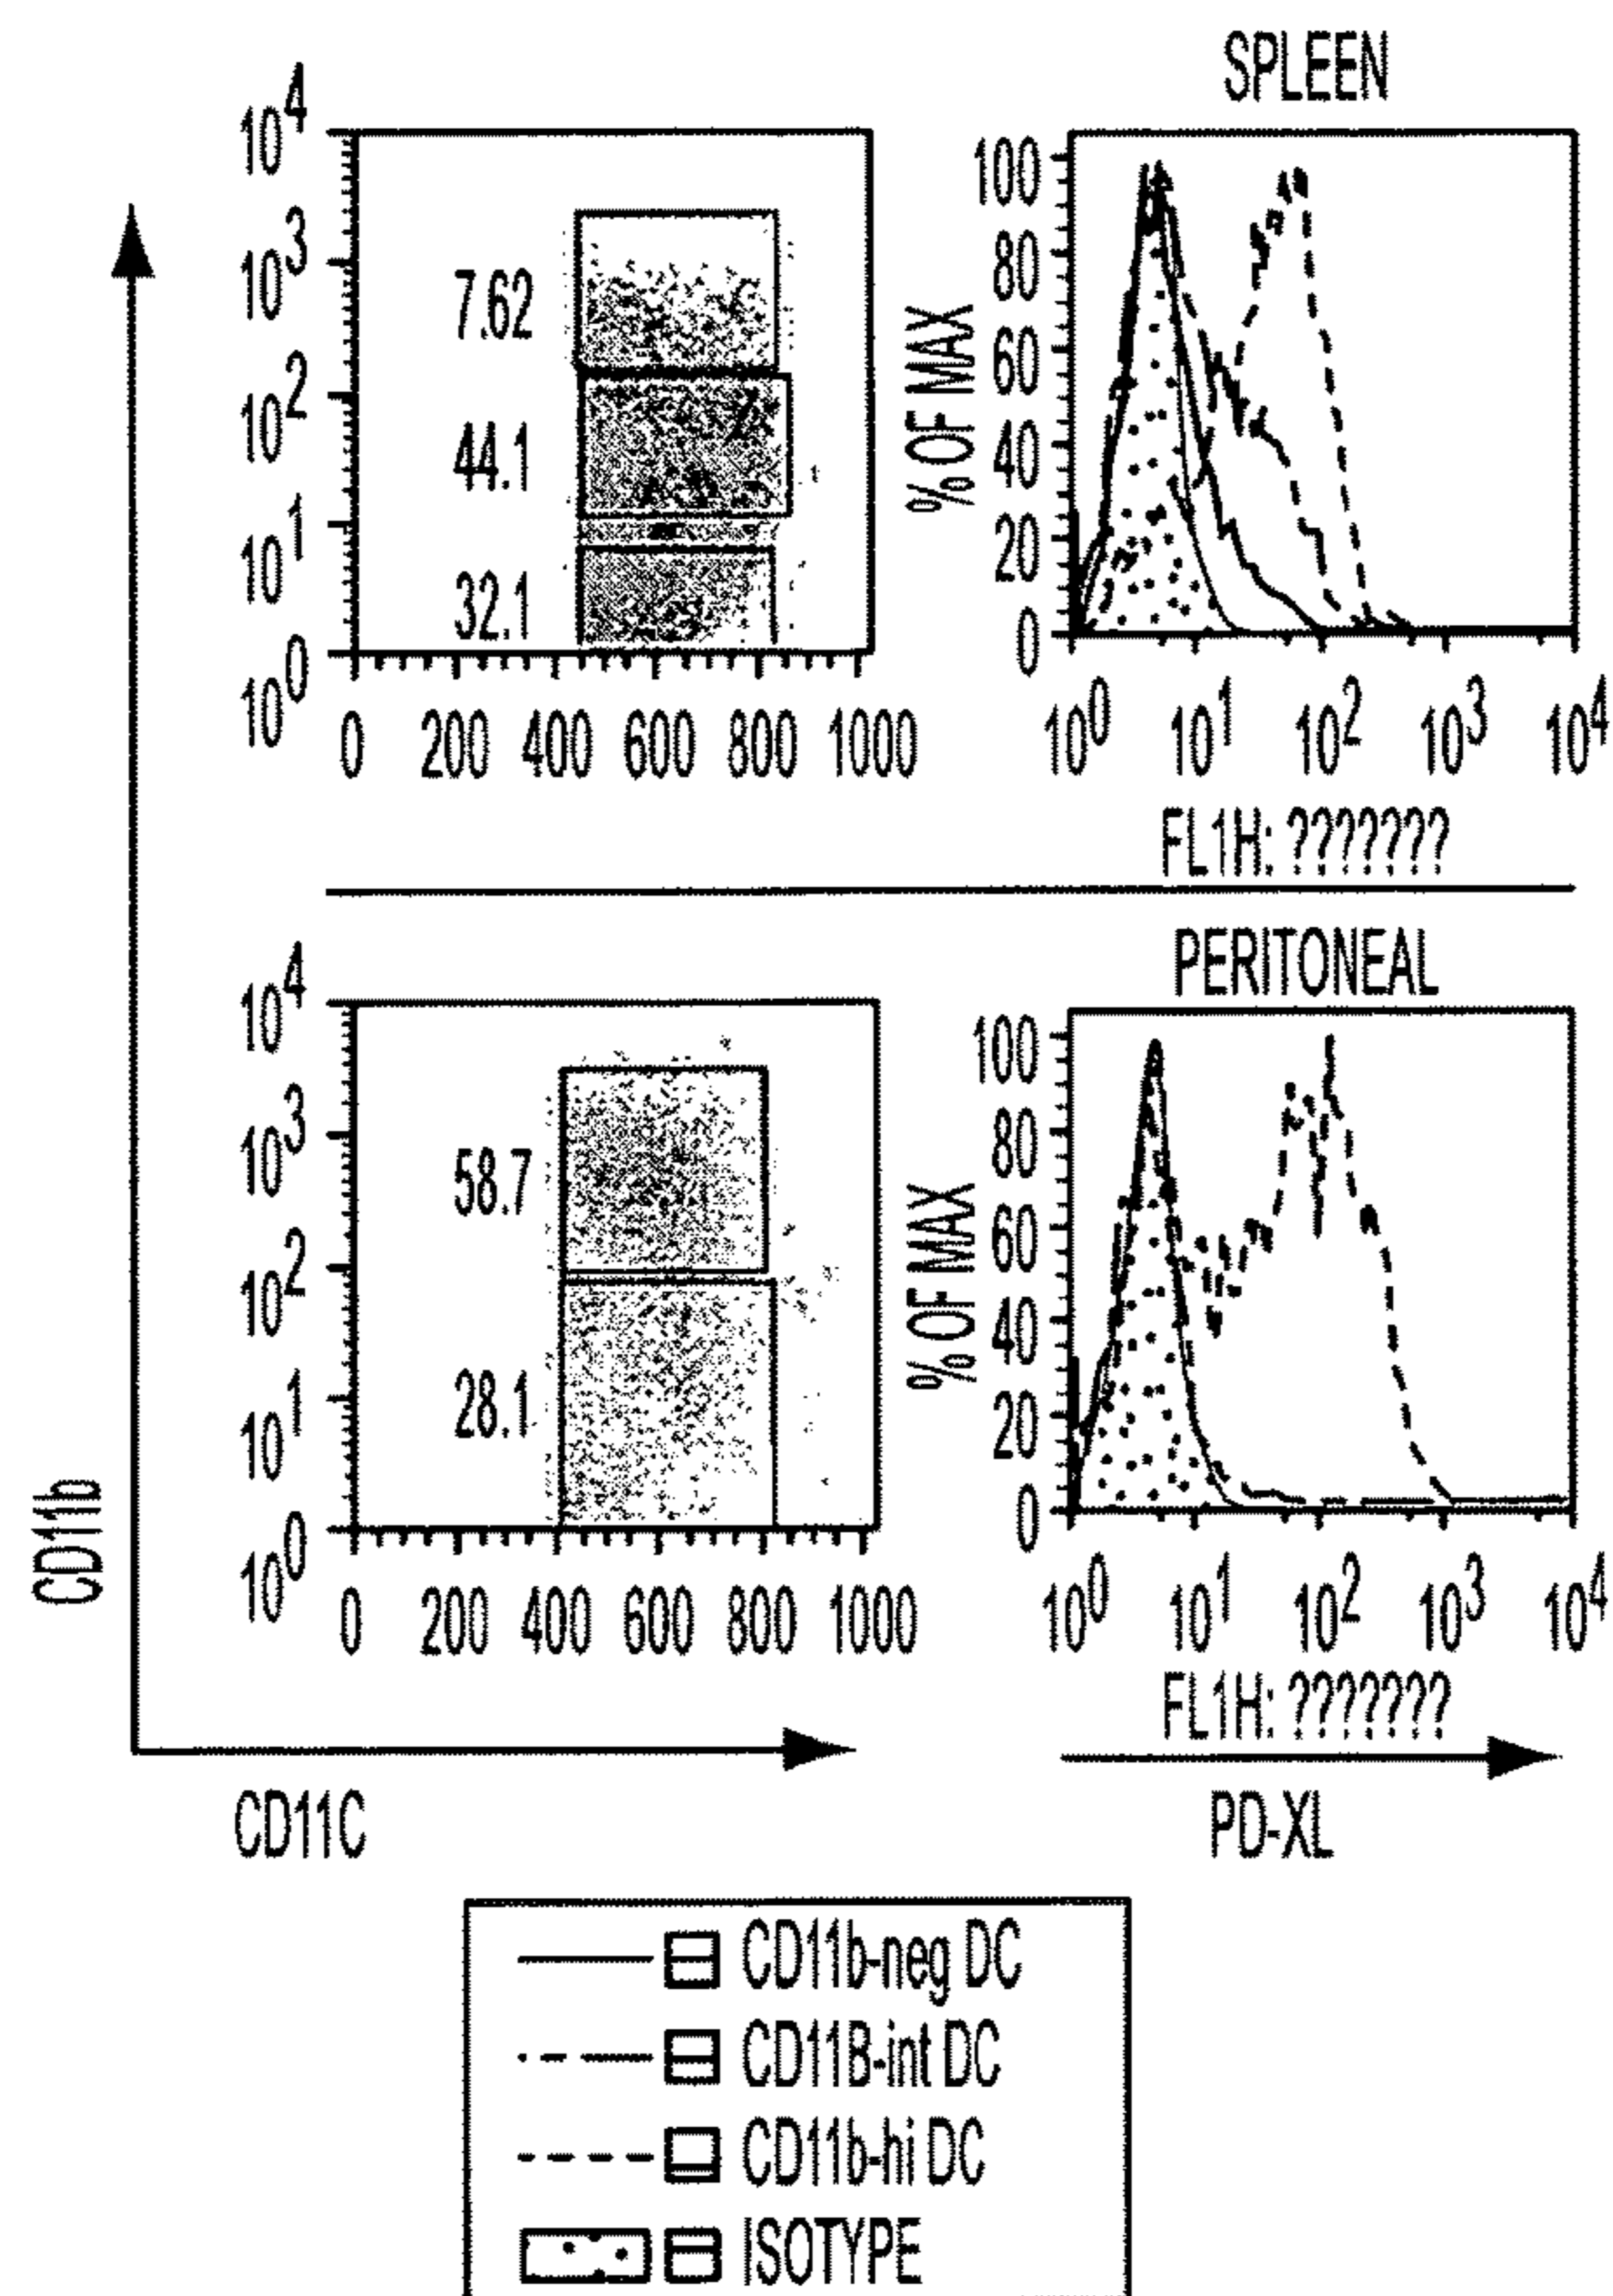 SPLEEN
10^4
10^3
10^2
10^1
10^0
7.62
44.1
32.1
0 200 400 600 800 1000
% OF MAX
100
80
60
40
20
0
10^0 10^1 10^2 10^3 10^4
FL1H: ???????
PERITONEAL
10^4
10^3
10^2
10^1
10^0
58.7
28.1
0 200 400 600 800 1000
% OF MAX
100
80
60
40
20
0
10^0 10^1 10^2 10^3 10^4
FL1H: ???????
CD11b
CD11C
PD-XL
CD11b-neg DC
CD11B-int DC
CD11b-hi DC
ISOTYPE